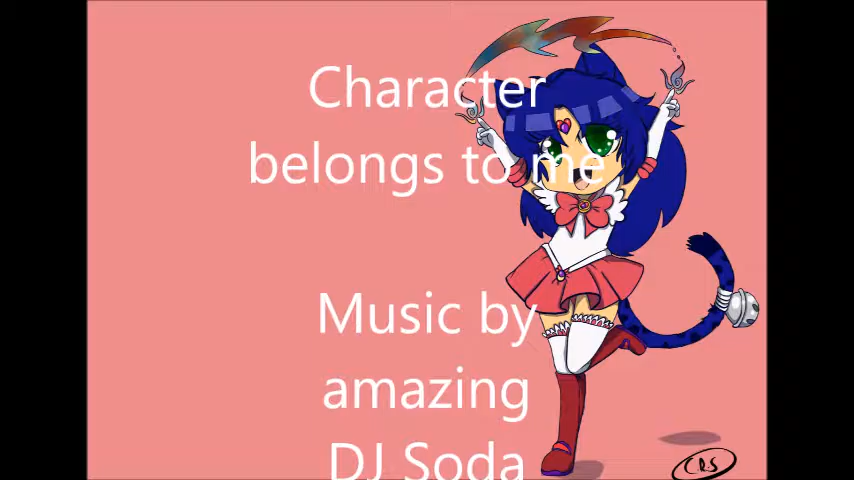 Character
belongs to me
Music by
amazing
DJ Soda
C.R.S